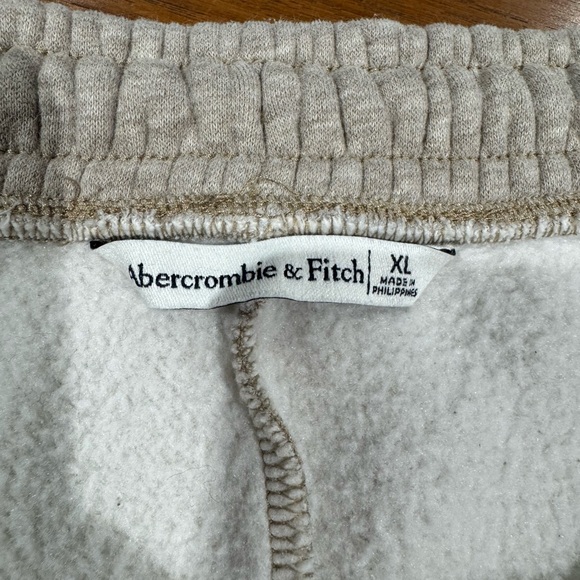 Abercrombie & Fitch
XL
MADE IN
PHILIPPINES